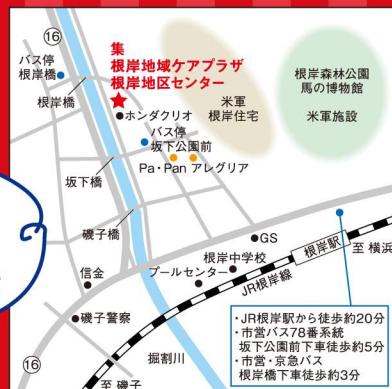 ⑯
バス停
根岸橋
根岸橋
集
根岸地域ケアプラザ
根岸地区センター
ホンダクリオ
バス停
坂下公園前
Pa・Pan アレグリア
米軍
根岸住宅
根岸森林公園
馬の博物館
米軍施設
坂下橋
磯子橋
GS
根岸中学校
プールセンター
根岸駅
至 横浜
JR根岸線
信金
磯子警察
掘割川
⑯
至 磯子
・JR根岸駅から徒歩約20分
・市営バス78番系統
坂下公園前下車徒歩約5分
・市営・京急バス
根岸橋下車徒歩約3分